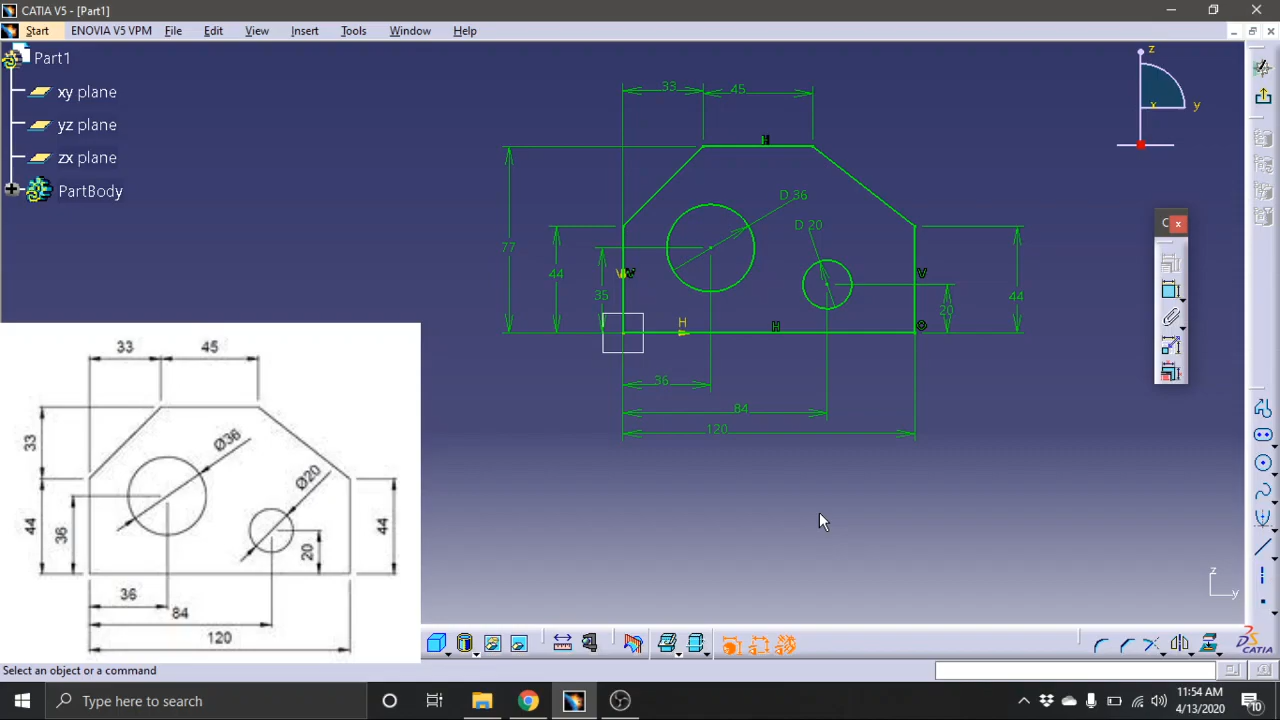 CATIA V5 - [Part1]
Start ENOVIA V5 VPM File Edit View Insert Tools Window Help
Part1
xy plane
yz plane
zx plane
PartBody
33 45
H
D 36
D 20
77
44
35
V
V
44
20
H
H
36
84
120
z
x y
C
33 45
33
Ø36
Ø20
44
36
20
44
36
84
120
z
y
CATIA
Select an object or a command
Type here to search
11:54 AM
4/13/2020
10